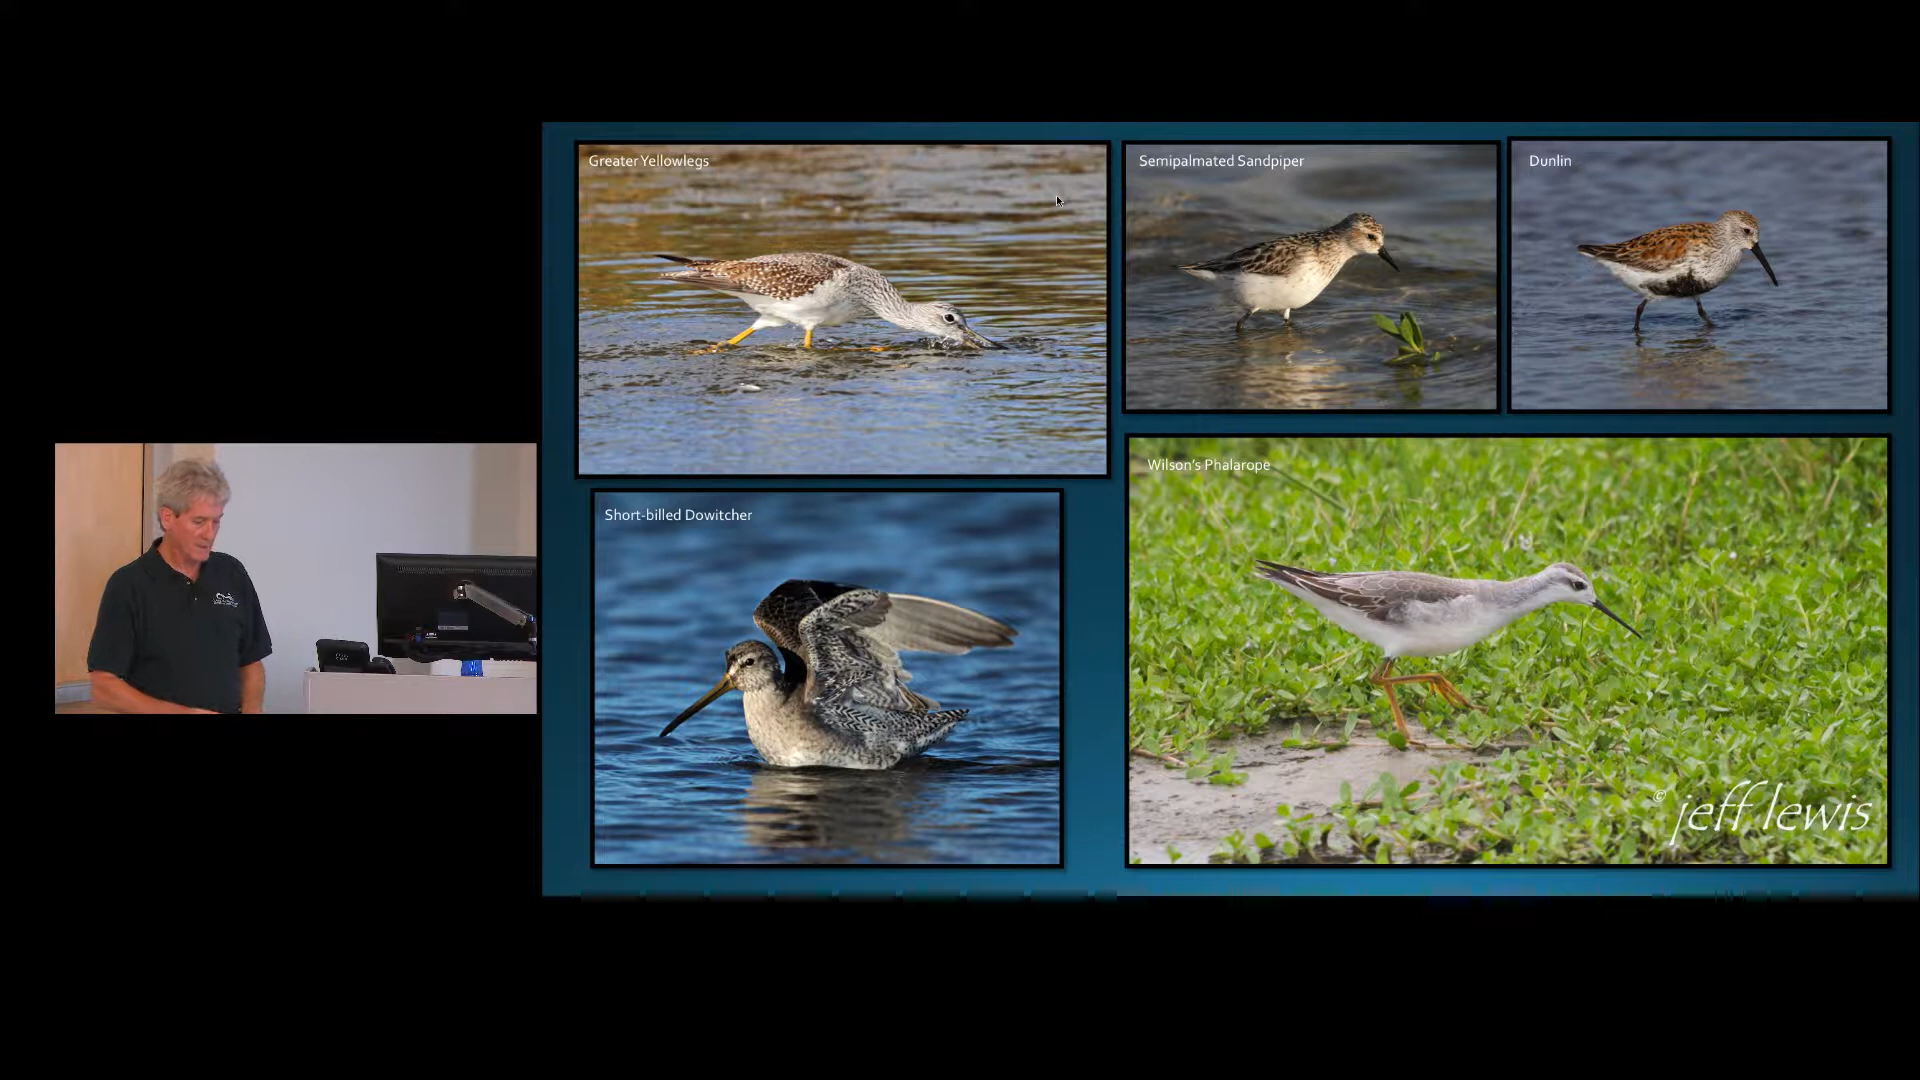 Greater Yellowlegs
Semipalmated Sandpiper
Dunlin
Wilson's Phalarope
Short-billed Dowitcher
© jeff lewis